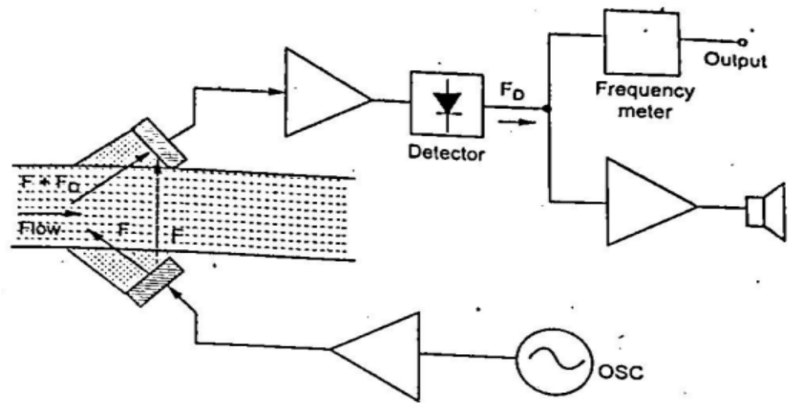 F_D
Output
Frequency
meter
Detector
F + F_D
Flow
F
F
OSC